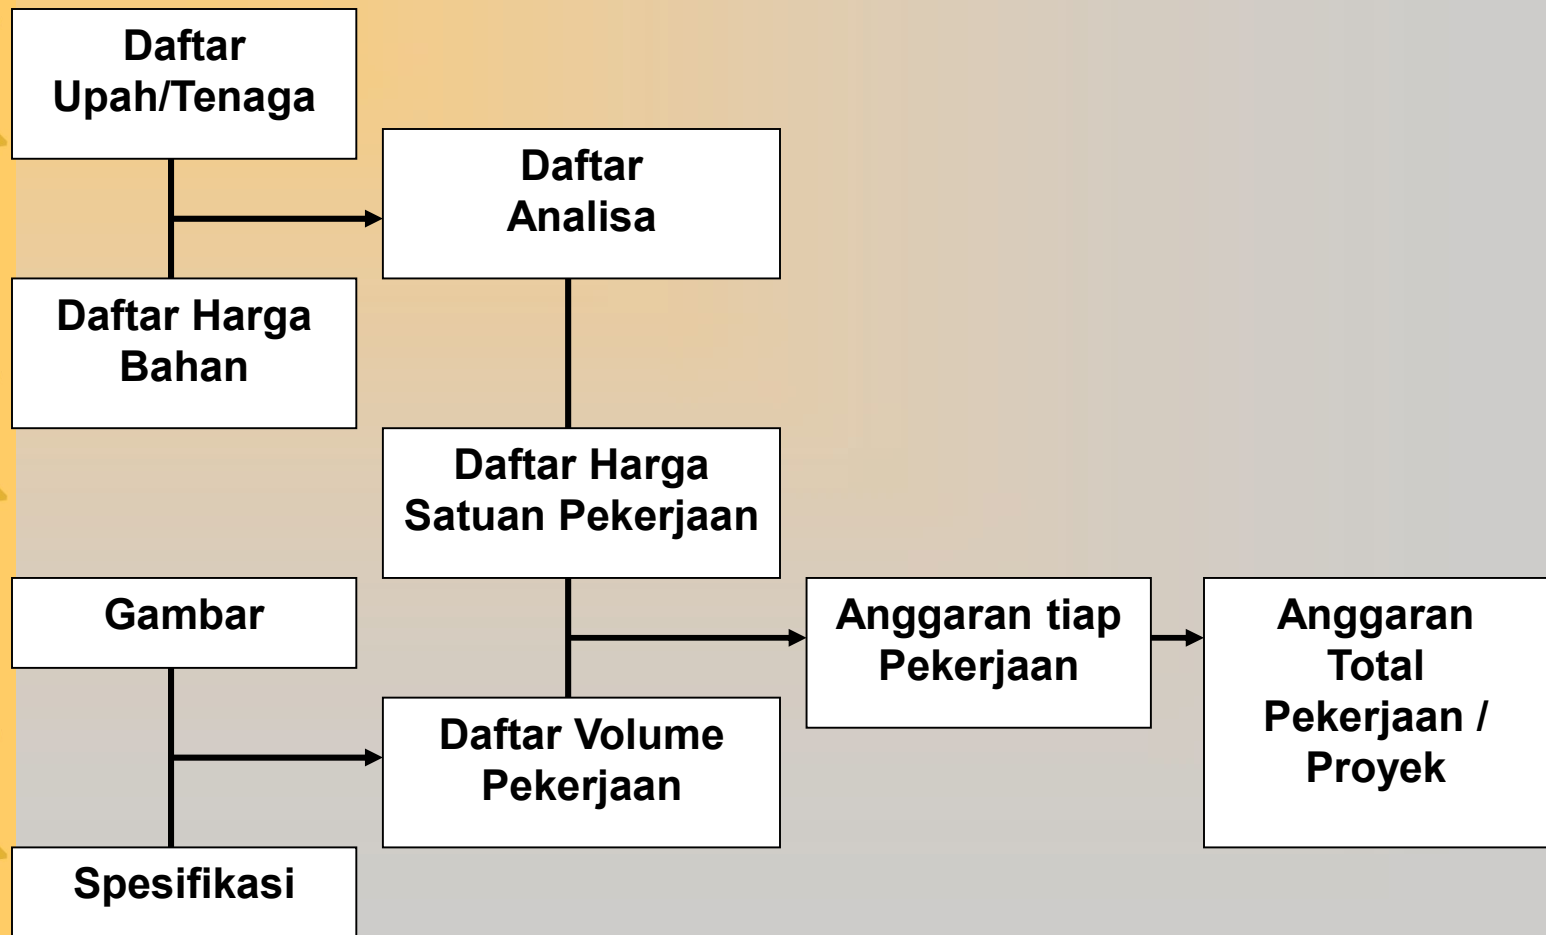 Daftar
Upah/Tenaga
Daftar
Analisa
Daftar Harga
Bahan
Daftar Harga
Satuan Pekerjaan
Gambar
Anggaran tiap
Pekerjaan
Anggaran
Total
Pekerjaan /
Proyek
Daftar Volume
Pekerjaan
Spesifikasi